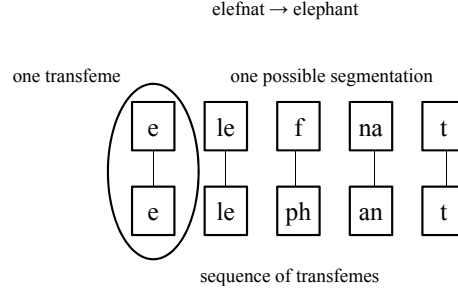 elefnat → elephant
one transfeme one possible segmentation
e le f na t
e le ph an t
sequence of transfemes